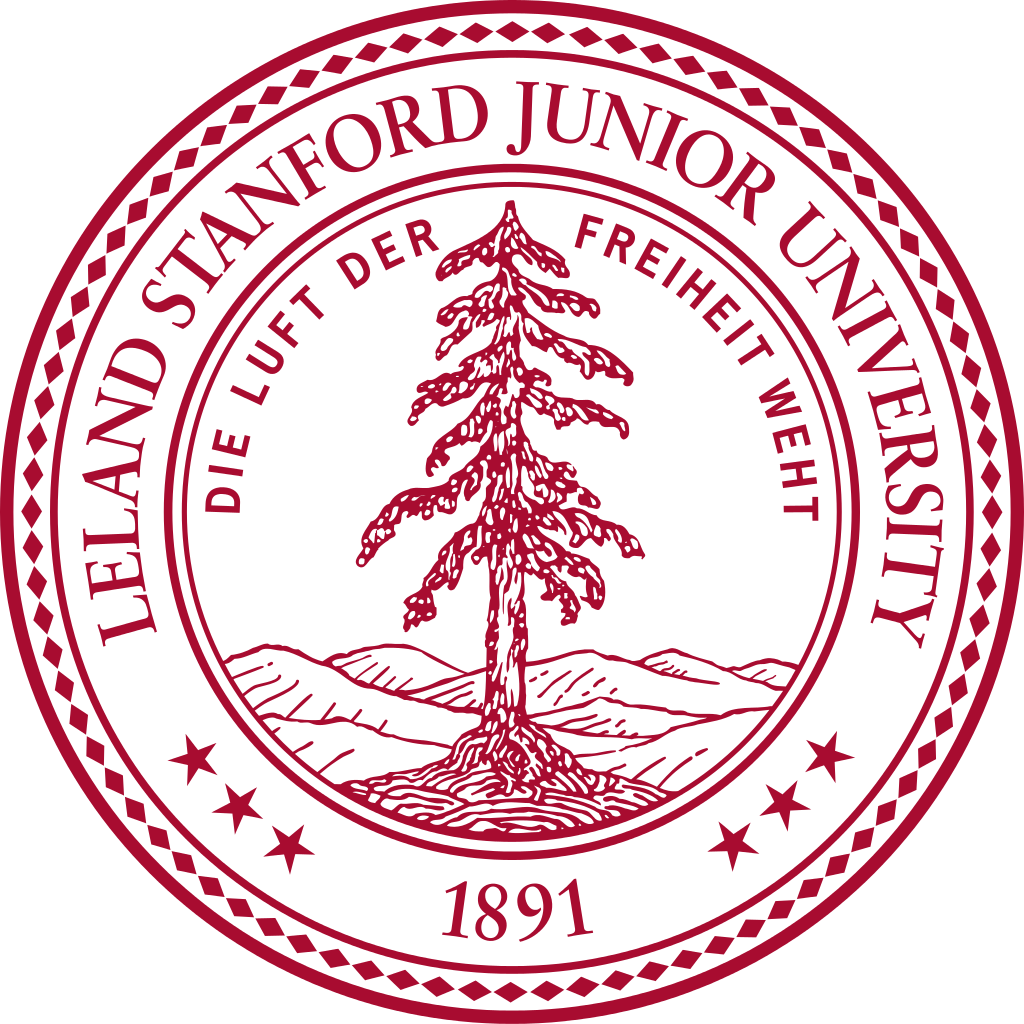 LELAND STANFORD JUNIOR UNIVERSITY
DIE LUFT DER FREIHEIT WEHT
1891